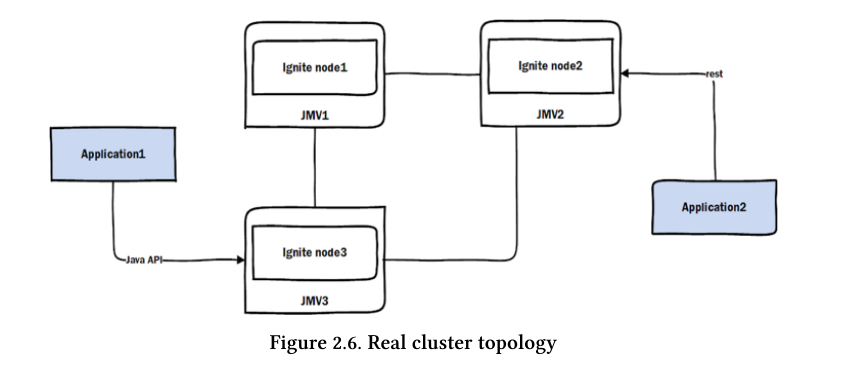 Ignite node1
JMV1
Ignite node2
JMV2
rest
Application1
Application2
Java API
Ignite node3
JMV3
Figure 2.6. Real cluster topology